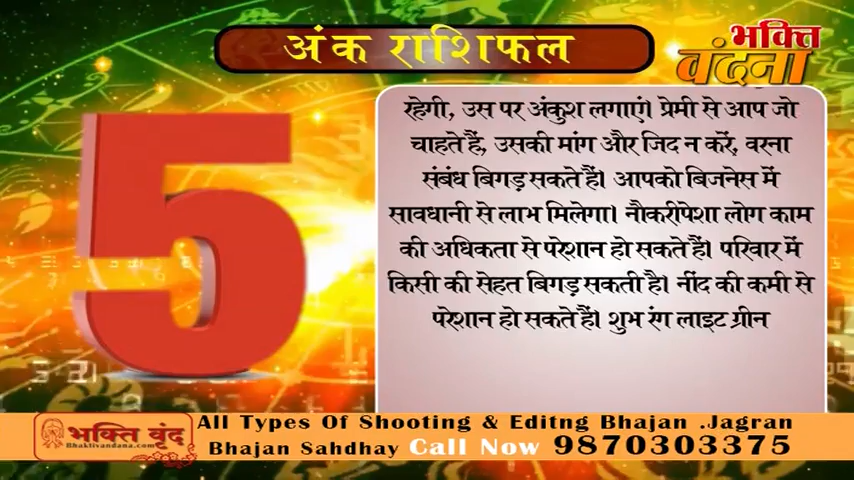 अंक राशिफल
भक्ति
वंदना
5
रहेगी, उस पर अंकुश लगाएं। प्रेमी से आप जो
चाहते हैं, उसकी मांग और जिद न करें, वरना
संबंध बिगड़ सकते हैं। आपको बिजनेस में
सावधानी से लाभ मिलेगा। नौकरीपेशा लोग काम
की अधिकता से परेशान हो सकते हैं। परिवार में
किसी की सेहत बिगड़ सकती है। नींद की कमी से
परेशान हो सकते हैं। शुभ रंग लाइट ग्रीन
भक्ति वृंद
Bhaktivandana.com
All Types Of Shooting & Editng Bhajan .Jagran
Bhajan Sahdhay Call Now 9870303375